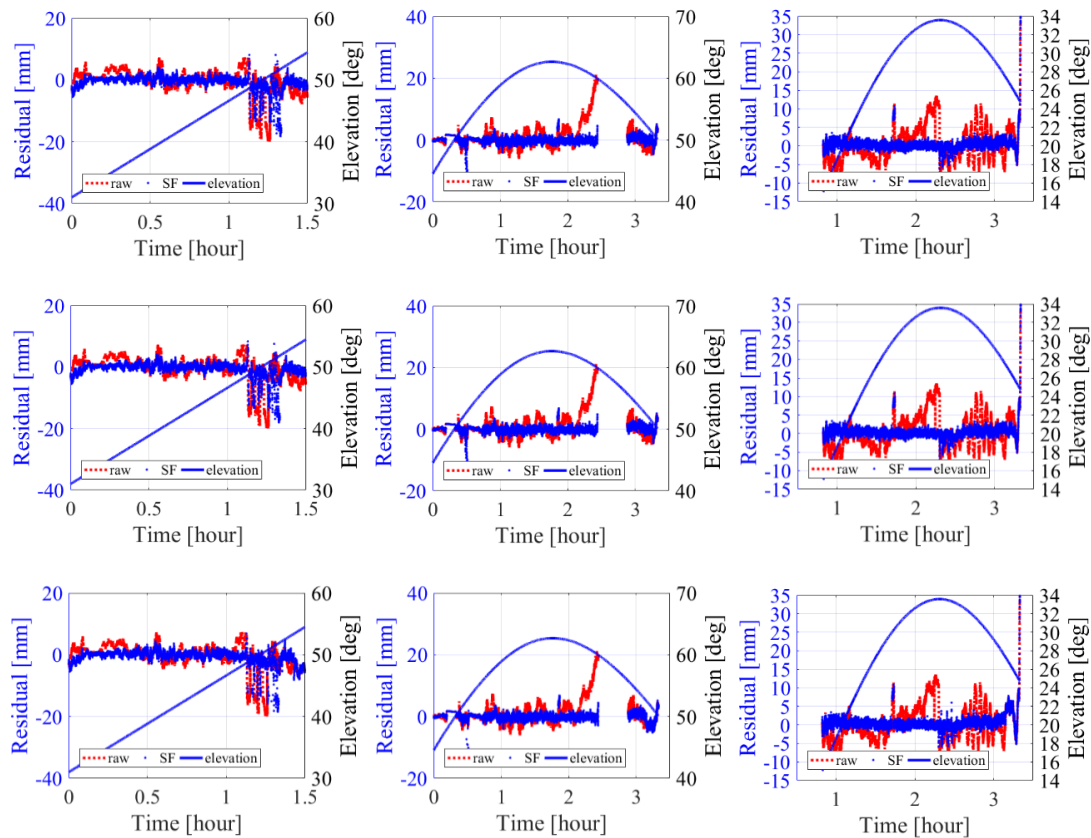 20 60 40 70 35 34
30 32
Residual [mm] 0 50 Elevation [deg] Residual [mm] 20 60 Elevation [deg] Residual [mm] 25 30 Elevation [deg]
20 28
15 26
10 24
-20 40 0 50 5 22
0 20
-5 18
raw SF elevation raw SF elevation -10 raw SF elevation 16
-40 30 -20 40 -15 14
0 0.5 1 1.5 0 1 2 3 1 2 3
Time [hour] Time [hour] Time [hour]
20 60 40 70 35 34
30 32
Residual [mm] 0 50 Elevation [deg] Residual [mm] 20 60 Elevation [deg] Residual [mm] 25 30 Elevation [deg]
20 28
15 26
10 24
-20 40 0 50 5 22
0 20
-5 18
raw SF elevation raw SF elevation -10 raw SF elevation 16
-40 30 -20 40 -15 14
0 0.5 1 1.5 0 1 2 3 1 2 3
Time [hour] Time [hour] Time [hour]
20 60 40 70 35 34
30 32
Residual [mm] 0 50 Elevation [deg] Residual [mm] 20 60 Elevation [deg] Residual [mm] 25 30 Elevation [deg]
20 28
15 26
10 24
-20 40 0 50 5 22
0 20
-5 18
raw SF elevation raw SF elevation -10 raw SF elevation 16
-40 30 -20 40 -15 14
0 0.5 1 1.5 0 1 2 3 1 2 3
Time [hour] Time [hour] Time [hour]